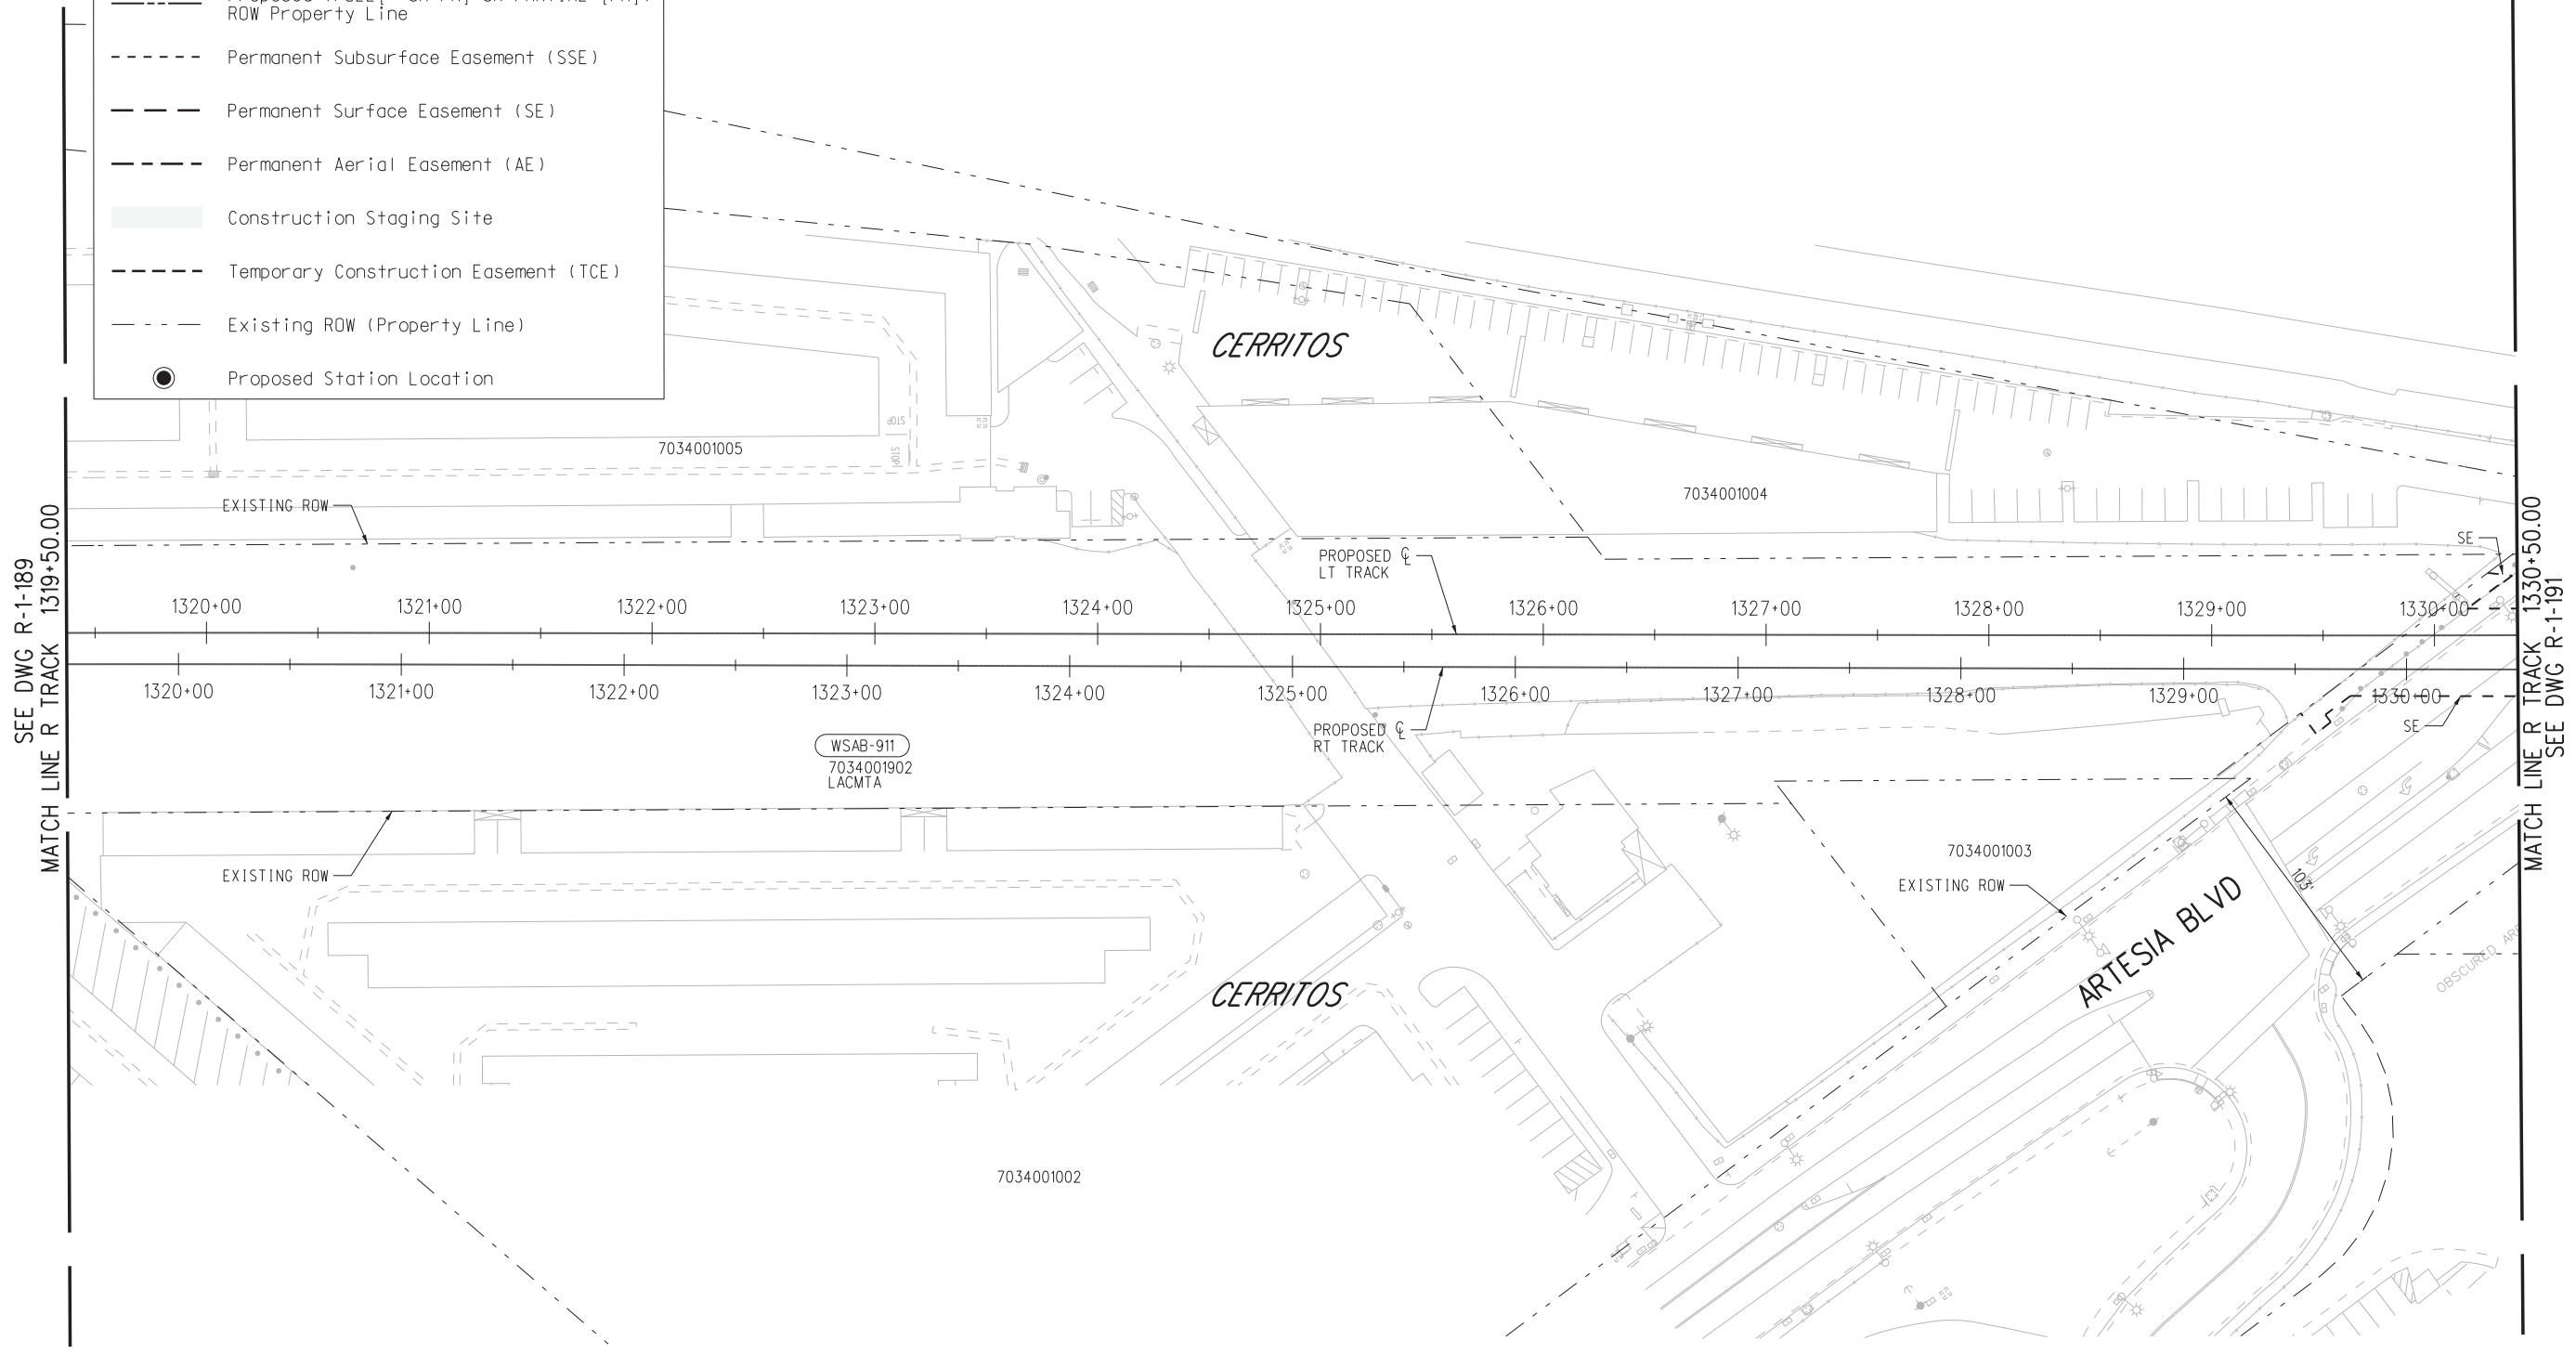 ROW Property Line
Permanent Subsurface Easement (SSE)
Permanent Surface Easement (SE)
Permanent Aerial Easement (AE)
Construction Staging Site
Temporary Construction Easement (TCE)
Existing ROW (Property Line)
Proposed Station Location
CERRITOS
STOP
STOP
7034001005
7034001004
EXISTING ROW
SE
PROPOSED ℄
LT TRACK
1320+00 1321+00 1322+00 1323+00 1324+00 1325+00 1326+00 1327+00 1328+00 1329+00 1330+00
1320+00 1321+00 1322+00 1323+00 1324+00 1325+00 1326+00 1327+00 1328+00 1329+00 1330+00
PROPOSED ℄
RT TRACK
SE
WSAB-911
7034001902
LACMTA
EXISTING ROW
7034001003
EXISTING ROW
103'
ARTESIA BLVD
OBSCURED
CERRITOS
7034001002
SEE DWG R-1-189
MATCH LINE R TRACK 1319+50.00
MATCH LINE R TRACK 1330+50.00
SEE DWG R-1-191